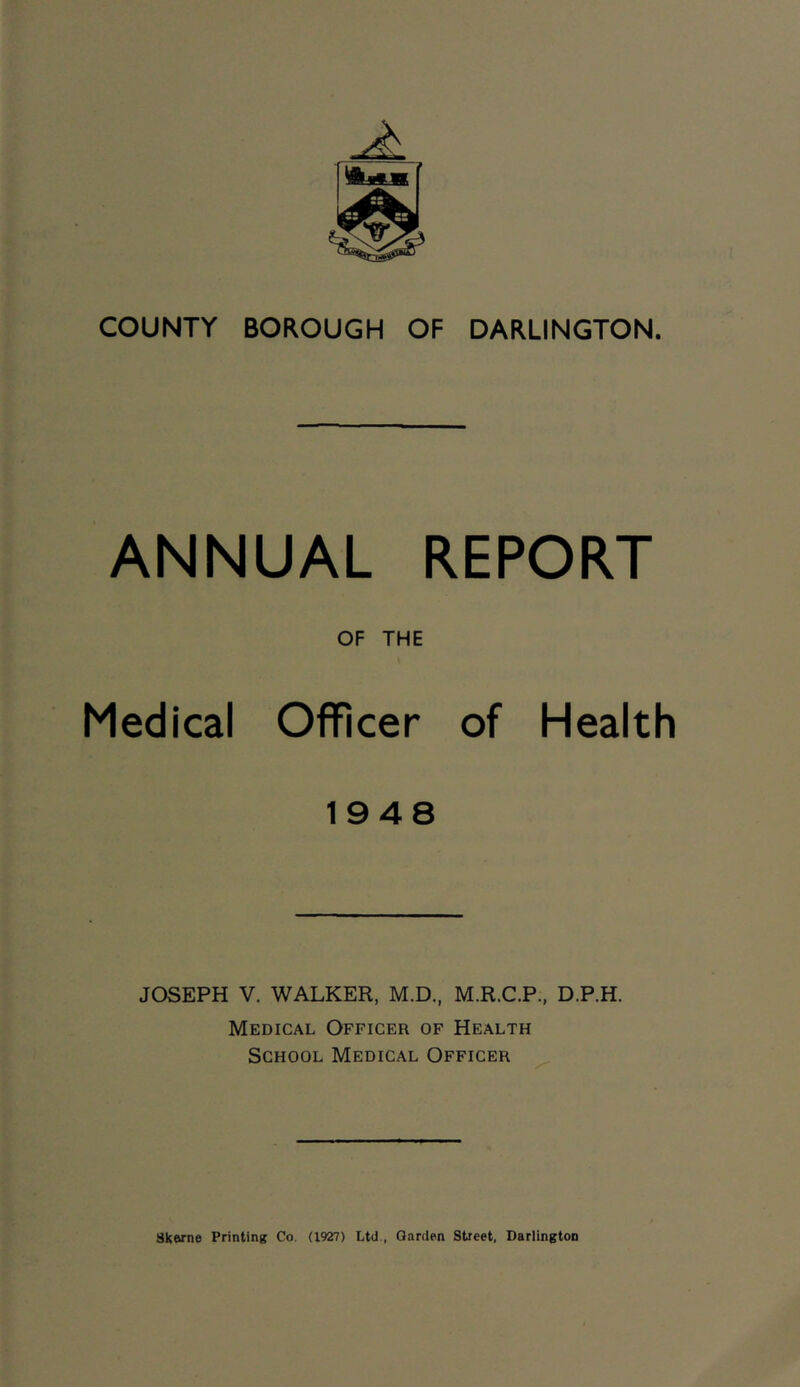 COUNTY BOROUGH OF DARLINGTON.
ANNUAL REPORT
OF THE
Medical Officer of Health
1948
JOSEPH V. WALKER, M.D., M.R.C.P., D.P.H.
MEDICAL OFFICER OF HEALTH
SCHOOL MEDICAL OFFICER
Skerne Printing Co. (1927) Ltd., Garden Street, Darlington